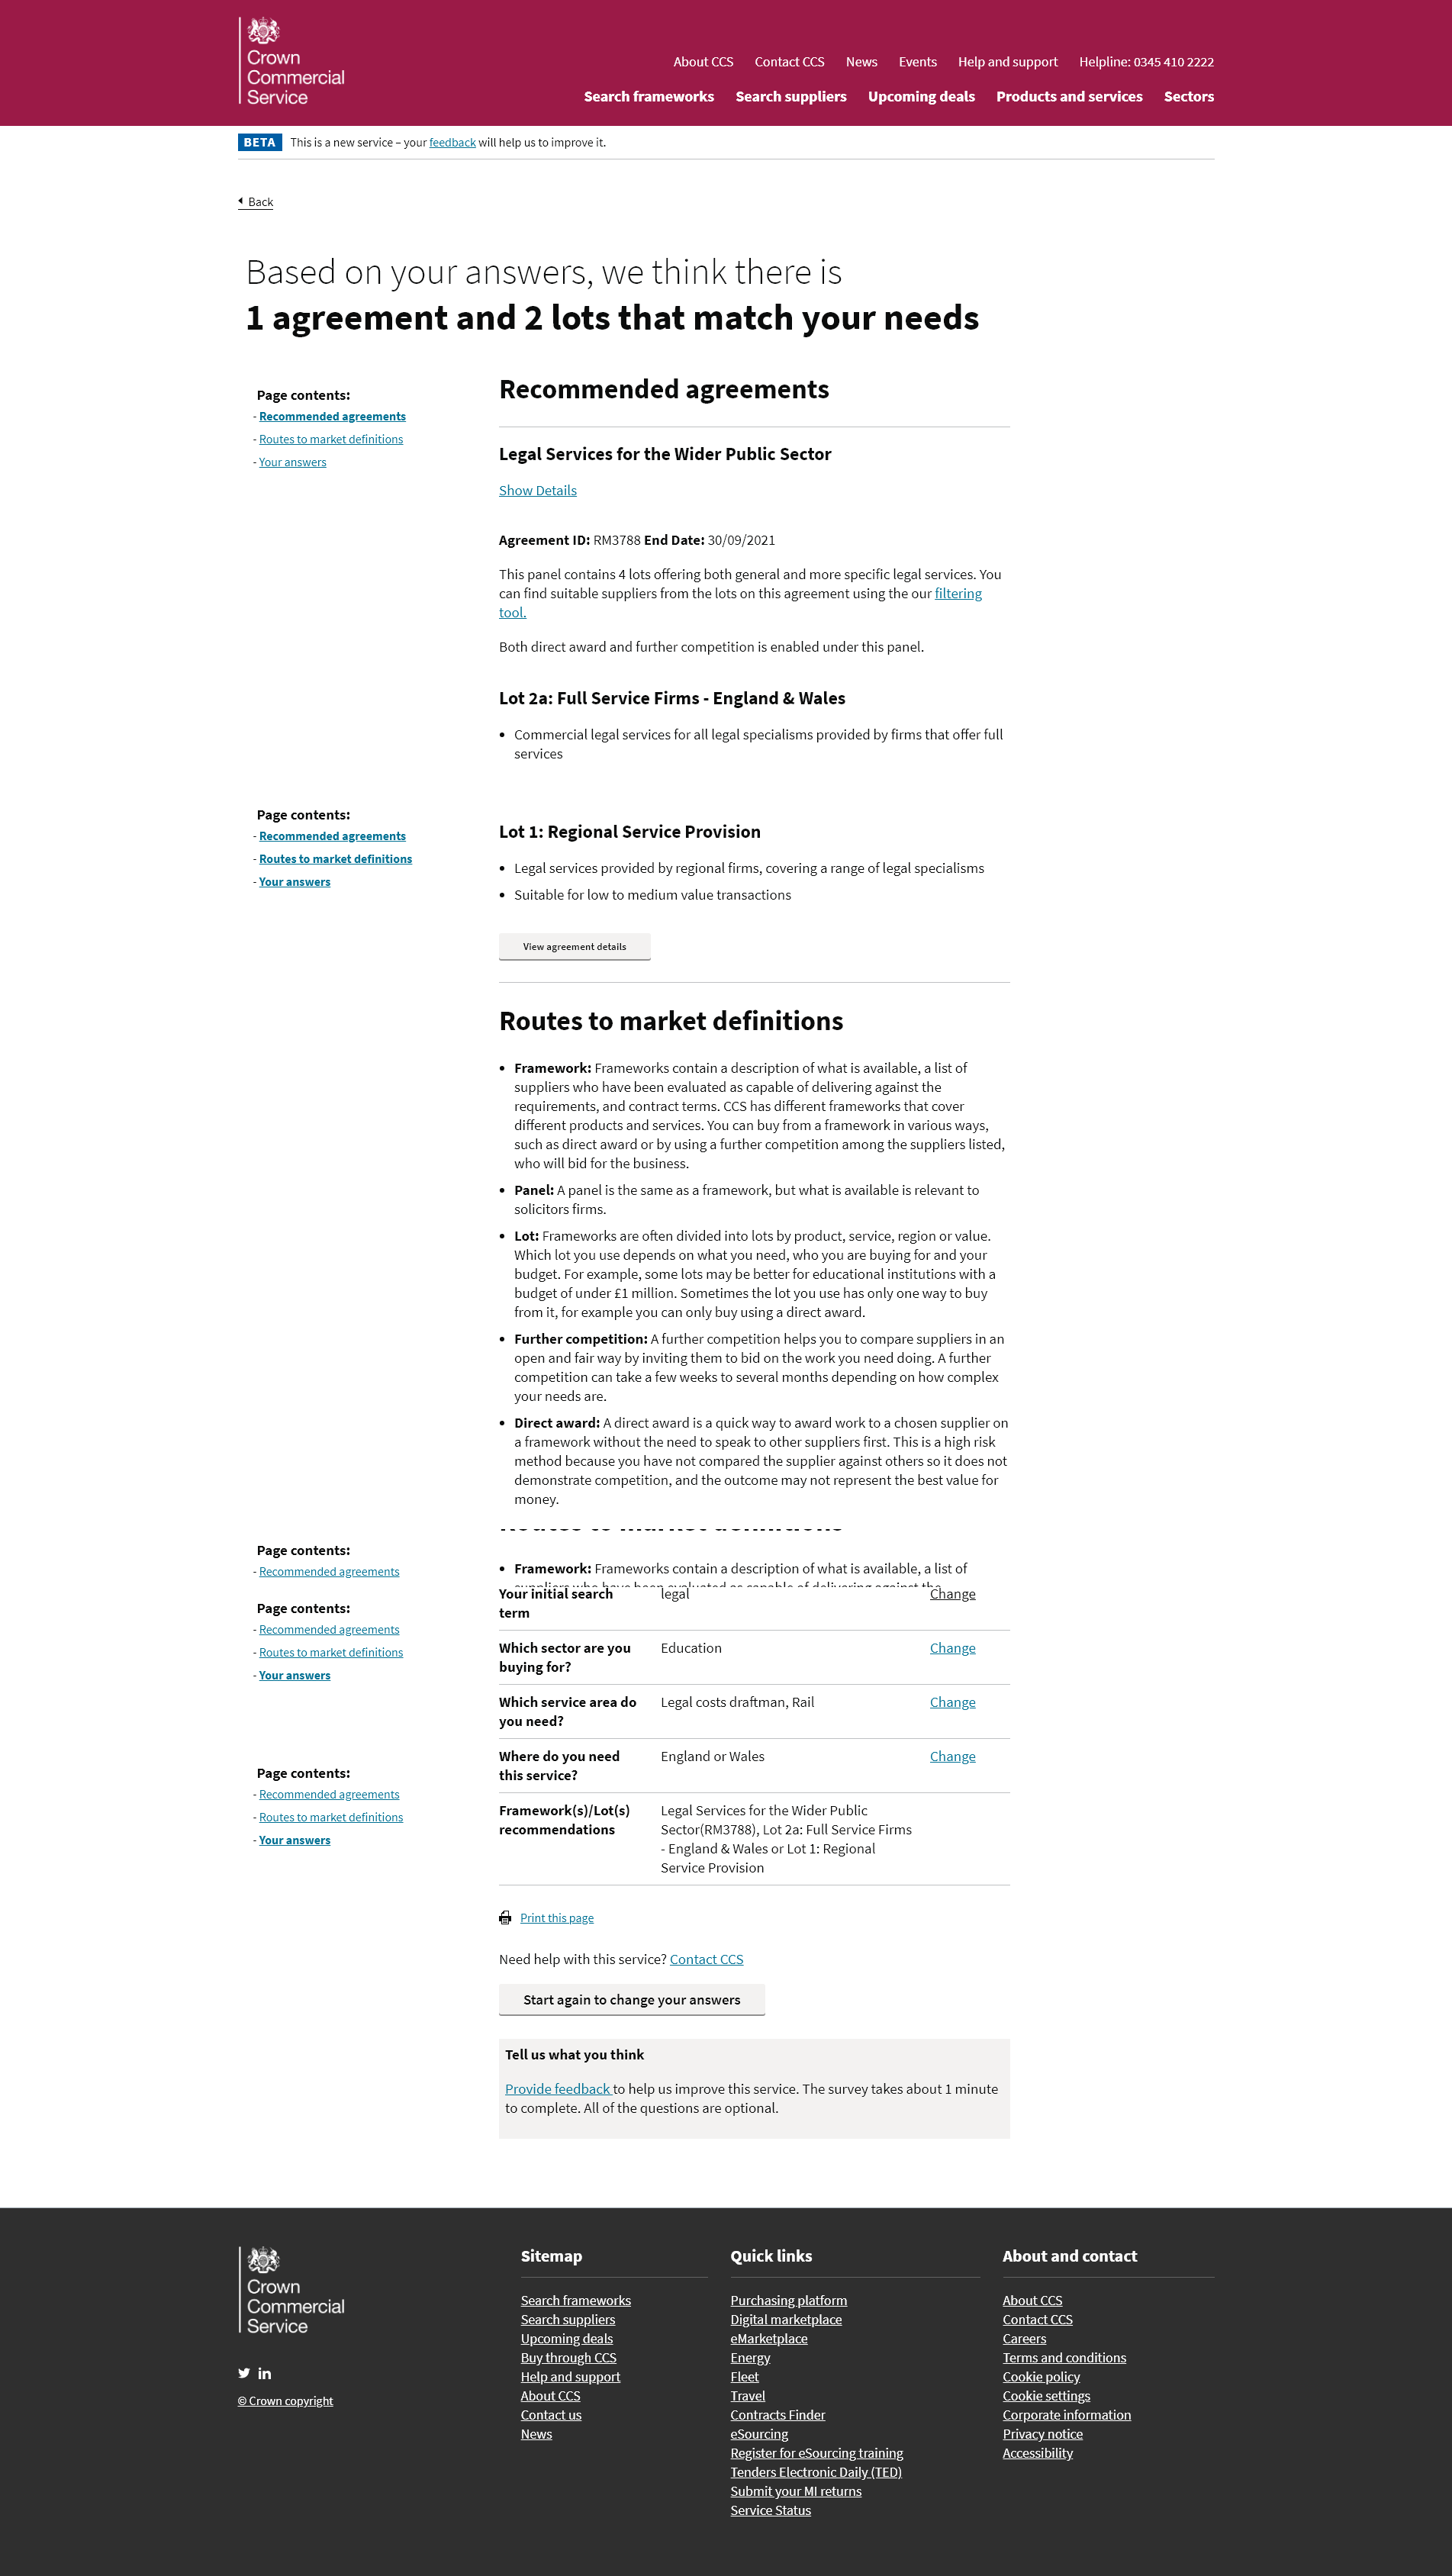 Crown
Commercial
Service
About CCS Contact CCS News Events Help and support Helpline: 0345 410 2222
Search frameworks Search suppliers Upcoming deals Products and services Sectors
BETA This is a new service – your feedback will help us to improve it.
Back
Based on your answers, we think there is
1 agreement and 2 lots that match your needs
Page contents:
- Recommended agreements
- Routes to market definitions
- Your answers
Recommended agreements
Legal Services for the Wider Public Sector
Show Details
Agreement ID: RM3788 End Date: 30/09/2021
This panel contains 4 lots offering both general and more specific legal services. You
can find suitable suppliers from the lots on this agreement using the our filtering
tool.
Both direct award and further competition is enabled under this panel.
Lot 2a: Full Service Firms - England & Wales
• Commercial legal services for all legal specialisms provided by firms that offer full
services
Page contents:
- Recommended agreements
- Routes to market definitions
- Your answers
Lot 1: Regional Service Provision
• Legal services provided by regional firms, covering a range of legal specialisms
• Suitable for low to medium value transactions
View agreement details
Routes to market definitions
• Framework: Frameworks contain a description of what is available, a list of
suppliers who have been evaluated as capable of delivering against the
requirements, and contract terms. CCS has different frameworks that cover
different products and services. You can buy from a framework in various ways,
such as direct award or by using a further competition among the suppliers listed,
who will bid for the business.
• Panel: A panel is the same as a framework, but what is available is relevant to
solicitors firms.
• Lot: Frameworks are often divided into lots by product, service, region or value.
Which lot you use depends on what you need, who you are buying for and your
budget. For example, some lots may be better for educational institutions with a
budget of under £1 million. Sometimes the lot you use has only one way to buy
from it, for example you can only buy using a direct award.
• Further competition: A further competition helps you to compare suppliers in an
open and fair way by inviting them to bid on the work you need doing. A further
competition can take a few weeks to several months depending on how complex
your needs are.
• Direct award: A direct award is a quick way to award work to a chosen supplier on
a framework without the need to speak to other suppliers first. This is a high risk
method because you have not compared the supplier against others so it does not
demonstrate competition, and the outcome may not represent the best value for
money.
Routes to market definitions
Page contents:
- Recommended agreements
• Framework: Frameworks contain a description of what is available, a list of
suppliers who have been evaluated as capable of delivering against the
Page contents:
- Recommended agreements
- Routes to market definitions
- Your answers
Your initial search legal Change
term
Which sector are you Education Change
buying for?
Which service area do Legal costs draftman, Rail Change
you need?
Where do you need England or Wales Change
this service?
Page contents:
- Recommended agreements
- Routes to market definitions
- Your answers
Framework(s)/Lot(s) Legal Services for the Wider Public
recommendations Sector(RM3788), Lot 2a: Full Service Firms
- England & Wales or Lot 1: Regional
Service Provision
Print this page
Need help with this service? Contact CCS
Start again to change your answers
Tell us what you think
Provide feedback to help us improve this service. The survey takes about 1 minute
to complete. All of the questions are optional.
Crown
Commercial
Service
© Crown copyright
Sitemap
Search frameworks
Search suppliers
Upcoming deals
Buy through CCS
Help and support
About CCS
Contact us
News
Quick links
Purchasing platform
Digital marketplace
eMarketplace
Energy
Fleet
Travel
Contracts Finder
eSourcing
Register for eSourcing training
Tenders Electronic Daily (TED)
Submit your MI returns
Service Status
About and contact
About CCS
Contact CCS
Careers
Terms and conditions
Cookie policy
Cookie settings
Corporate information
Privacy notice
Accessibility